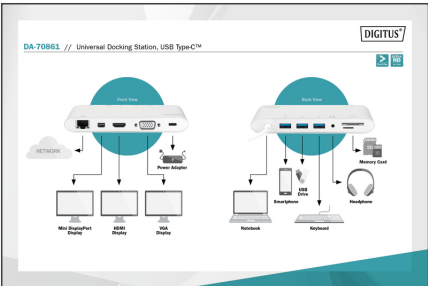 DIGITUS®
DA-70861 // Universal Docking Station, USB Type-C™
Front View
Back View
NETWORK
Power Adapter
Memory Card
Mini DisplayPort
Display
HDMI
Display
VGA
Display
Smartphone
USB
Drive
Headphone
Notebook
Keyboard